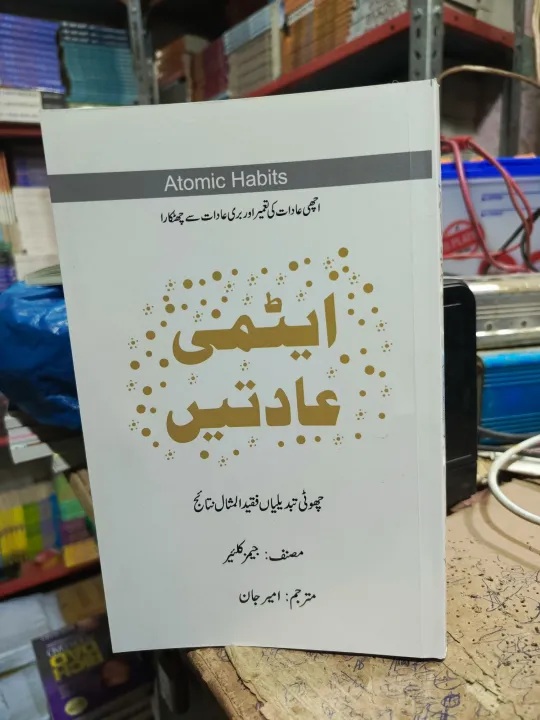 Atomic Habits
اچھی عادات کی تعمیر اور بری عادات سے چھٹکارا
ایٹمی
عادتیں
چھوٹی تبدیلیاں فقید المثال نتائج
مصنف: جیمز کلئیر
مترجم: امیر جان